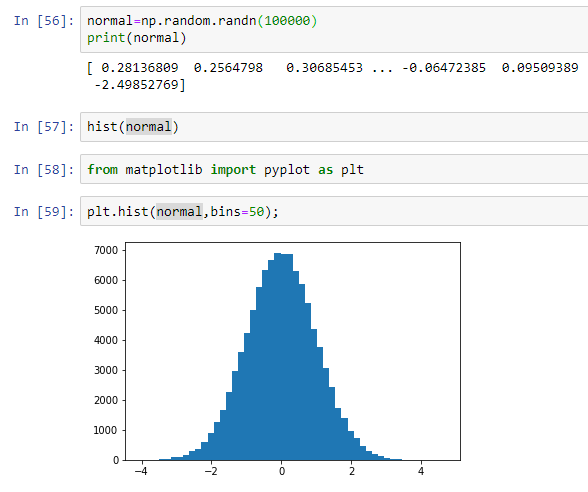 In [56]: normal=np.random.randn(100000)
print(normal)
[ 0.28136809 0.2564798 0.30685453 ... -0.06472385 0.09509389
-2.49852769]
In [57]: hist(normal)
In [58]: from matplotlib import pyplot as plt
In [59]: plt.hist(normal,bins=50);
7000
6000
5000
4000
3000
2000
1000
0
-4 -2 0 2 4